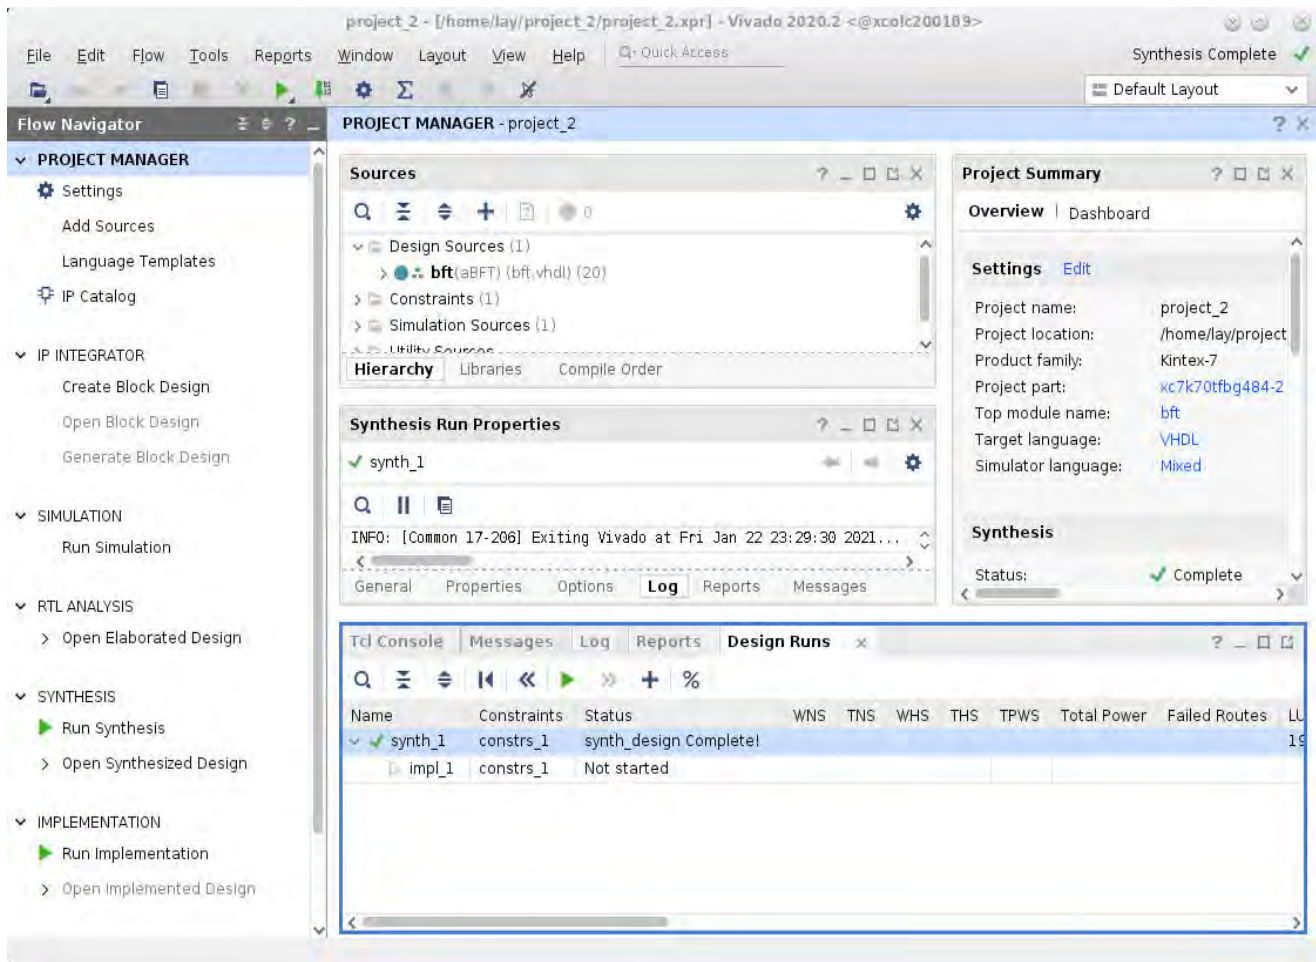 project_2 - [/home/lay/project_2/project_2.xpr] - Vivado 2020.2 <@xcolc200189>
File Edit Flow Tools Reports Window Layout View Help Quick Access Synthesis Complete
Default Layout
Flow Navigator
PROJECT MANAGER
Settings
Add Sources
Language Templates
IP Catalog
IP INTEGRATOR
Create Block Design
Open Block Design
Generate Block Design
SIMULATION
Run Simulation
RTL ANALYSIS
Open Elaborated Design
SYNTHESIS
Run Synthesis
Open Synthesized Design
IMPLEMENTATION
Run Implementation
Open Implemented Design
PROJECT MANAGER - project_2
Sources
0
Design Sources (1)
bft(aBFT) (bft.vhdl) (20)
Constraints (1)
Simulation Sources (1)
Utility Sources
Hierarchy Libraries Compile Order
Synthesis Run Properties
synth_1
INFO: [Common 17-206] Exiting Vivado at Fri Jan 22 23:29:30 2021...
General Properties Options Log Reports Messages
Project Summary
Overview Dashboard
Settings Edit
Project name: project_2
Project location: /home/lay/project
Product family: Kintex-7
Project part: xc7k70tfbg484-2
Top module name: bft
Target language: VHDL
Simulator language: Mixed
Synthesis
Status: Complete
Tcl Console Messages Log Reports Design Runs
Name Constraints Status WNS TNS WHS THS TPWS Total Power Failed Routes LU
synth_1 constrs_1 synth_design Complete! 19
impl_1 constrs_1 Not started